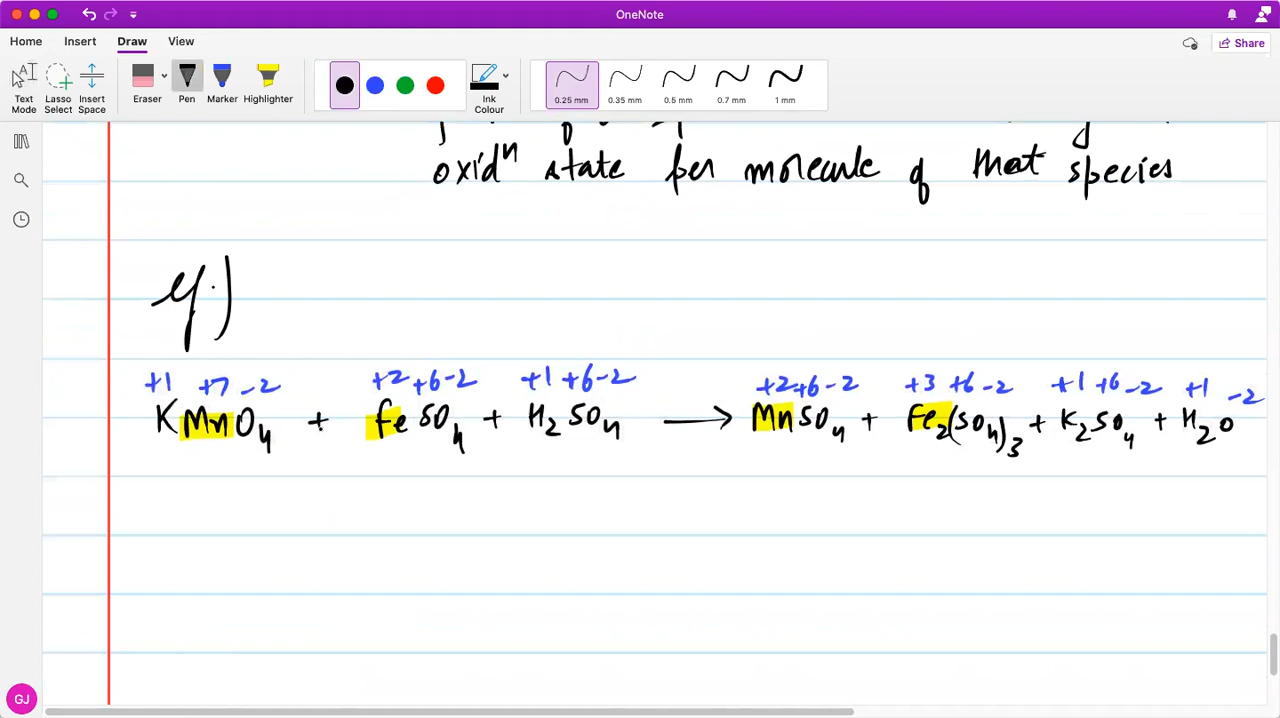 OneNote
Home Insert Draw View Share
Text Mode Lasso Select Insert Space Eraser Pen Marker Highlighter Ink Colour 0.25 mm 0.35 mm 0.5 mm 0.7 mm 1 mm
oxidⁿ state per molecule of that species
eg.)
+1 +7 -2 +2 +6 -2 +1 +6 -2 +2 +6 -2 +3 +6 -2 +1 +6 -2 +1 -2
KMnO₄ + FeSO₄ + H₂SO₄ → MnSO₄ + Fe₂(SO₄)₃ + K₂SO₄ + H₂O
GJ